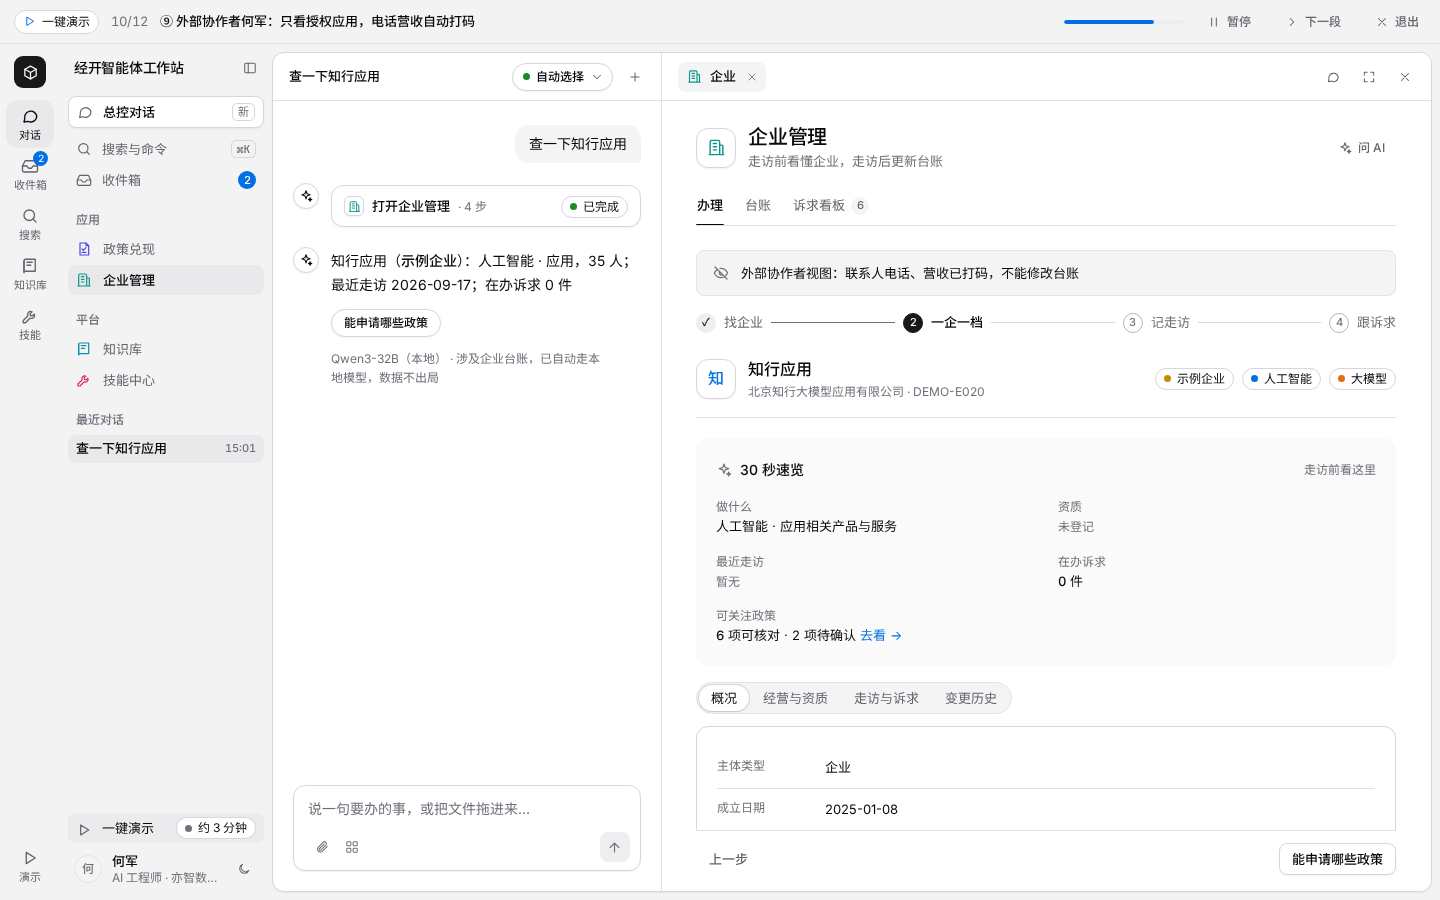 一键演示
10/12
⑨ 外部协作者何军：只看授权应用，电话营收自动打码
暂停
下一段
退出
对话
2
收件箱
搜索
知识库
技能
演示
经开智能体工作站
总控对话
新
搜索与命令
⌘K
收件箱
2
应用
政策兑现
企业管理
平台
知识库
技能中心
最近对话
查一下知行应用
15:01
一键演示
约 3 分钟
何
何军
AI 工程师 · 亦智数...
查一下知行应用
自动选择
查一下知行应用
打开企业管理 · 4 步
已完成
知行应用（示例企业）：人工智能 · 应用，35 人；
最近走访 2026-09-17；在办诉求 0 件
能申请哪些政策
Qwen3-32B（本地） · 涉及企业台账，已自动走本
地模型，数据不出局
说一句要办的事，或把文件拖进来...
企业
企业管理
走访前看懂企业，走访后更新台账
问 AI
办理
台账
诉求看板 6
外部协作者视图：联系人电话、营收已打码，不能修改台账
找企业
2 一企一档
3 记走访
4 跟诉求
知
知行应用
北京知行大模型应用有限公司 · DEMO-E020
示例企业
人工智能
大模型
30 秒速览
走访前看这里
做什么
人工智能 · 应用相关产品与服务
资质
未登记
最近走访
暂无
在办诉求
0 件
可关注政策
6 项可核对 · 2 项待确认 去看 →
概况
经营与资质
走访与诉求
变更历史
主体类型
企业
成立日期
2025-01-08
上一步
能申请哪些政策